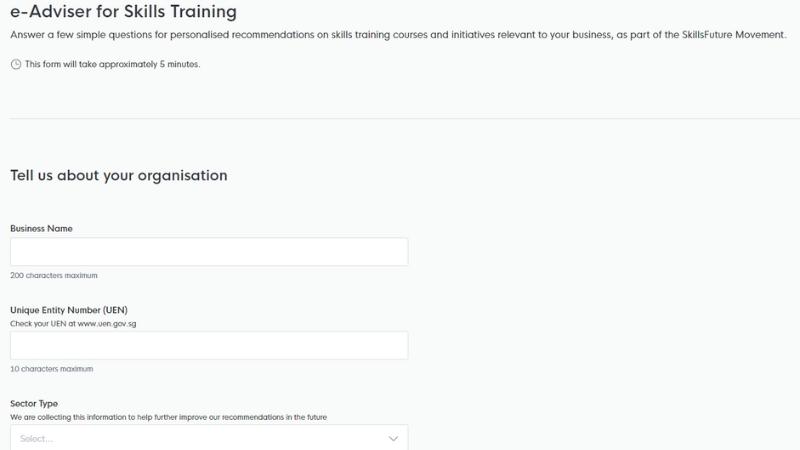 e-Adviser for Skills Training
Answer a few simple questions for personalised recommendations on skills training courses and initiatives relevant to your business, as part of the SkillsFuture Movement.
This form will take approximately 5 minutes.
Tell us about your organisation
Business Name
200 characters maximum
Unique Entity Number (UEN)
Check your UEN at www.uen.gov.sg
10 characters maximum
Sector Type
We are collecting this information to help further improve our recommendations in the future
Select...